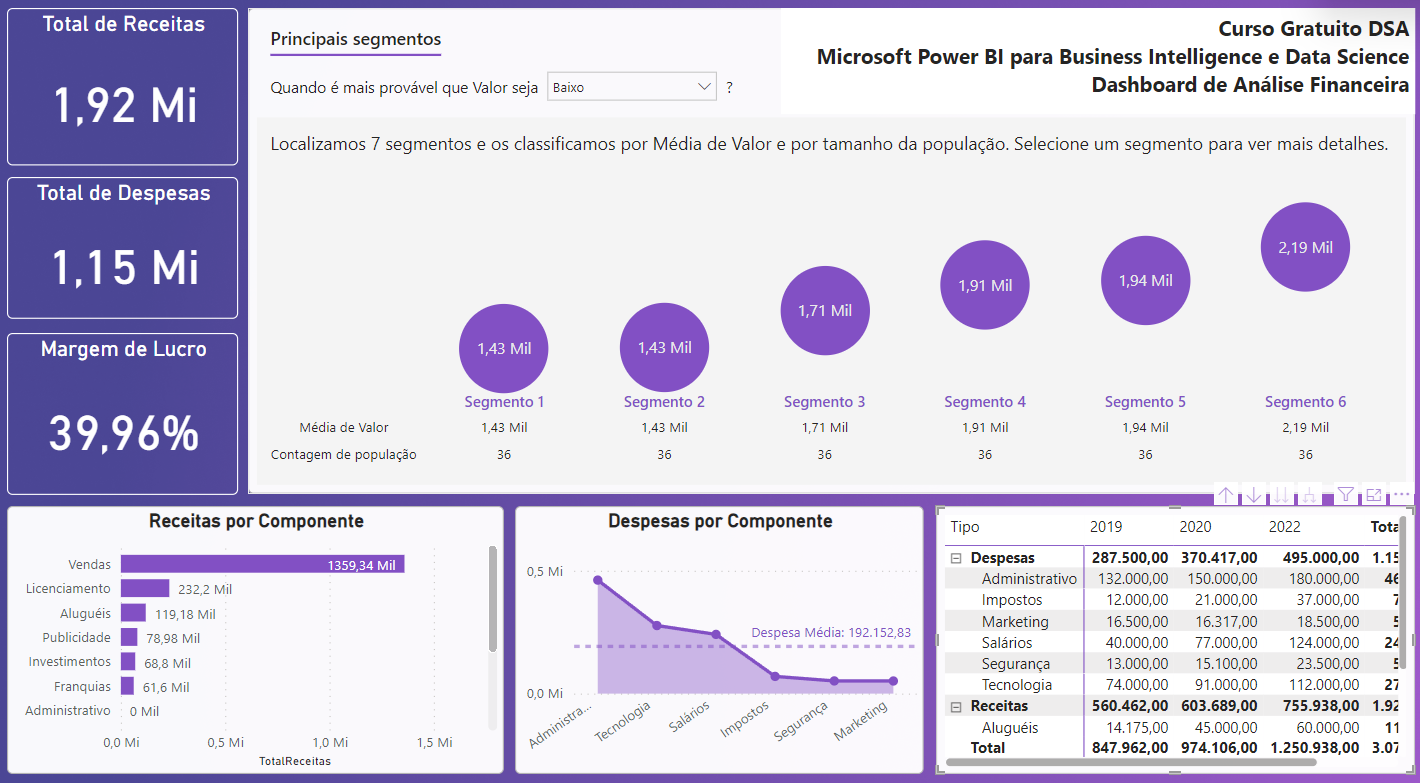 Total de Receitas
1,92 Mi
Total de Despesas
1,15 Mi
Margem de Lucro
39,96%
Principais segmentos
Quando é mais provável que Valor seja Baixo ?
Curso Gratuito DSA
Microsoft Power BI para Business Intelligence e Data Science
Dashboard de Análise Financeira
Localizamos 7 segmentos e os classificamos por Média de Valor e por tamanho da população. Selecione um segmento para ver mais detalhes.
1,43 Mil 1,43 Mil 1,71 Mil 1,91 Mil 1,94 Mil 2,19 Mil
Segmento 1 Segmento 2 Segmento 3 Segmento 4 Segmento 5 Segmento 6
Média de Valor 1,43 Mil 1,43 Mil 1,71 Mil 1,91 Mil 1,94 Mil 2,19 Mil
Contagem de população 36 36 36 36 36 36
Receitas por Componente
Vendas 1359,34 Mil
Licenciamento 232,2 Mil
Aluguéis 119,18 Mil
Publicidade 78,98 Mil
Investimentos 68,8 Mil
Franquias 61,6 Mil
Administrativo 0 Mil
0,0 Mi 0,5 Mi 1,0 Mi 1,5 Mi
TotalReceitas
Despesas por Componente
0,5 Mi
Despesa Média: 192.152,83
0,0 Mi
Administra... Tecnologia Salários Impostos Segurança Marketing
Tipo 2019 2020 2022 Tota
Despesas 287.500,00 370.417,00 495.000,00 1.15
Administrativo 132.000,00 150.000,00 180.000,00 46
Impostos 12.000,00 21.000,00 37.000,00 7
Marketing 16.500,00 16.317,00 18.500,00 5
Salários 40.000,00 77.000,00 124.000,00 24
Segurança 13.000,00 15.100,00 23.500,00 5
Tecnologia 74.000,00 91.000,00 112.000,00 27
Receitas 560.462,00 603.689,00 755.938,00 1.92
Aluguéis 14.175,00 45.000,00 60.000,00 11
Total 847.962,00 974.106,00 1.250.938,00 3.07